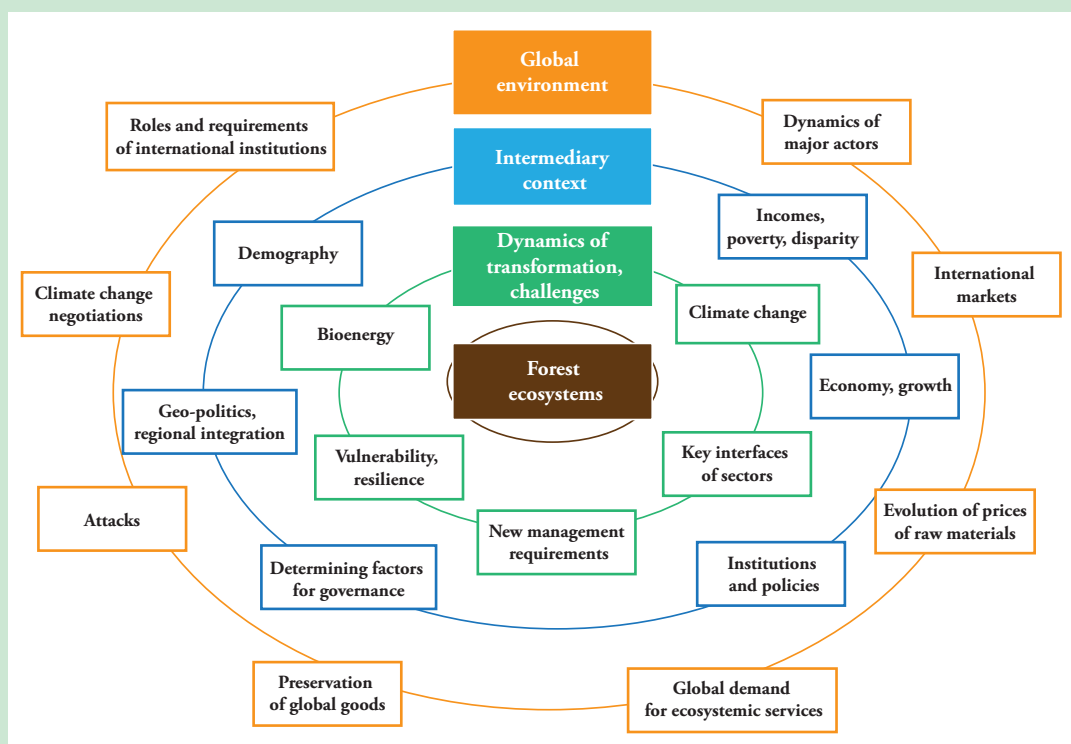 Global
environment
Roles and requirements
of international institutions
Dynamics of
major actors
Intermediary
context
Incomes,
poverty, disparity
Demography
Dynamics of
transformation,
challenges
International
markets
Climate change
negotiations
Climate change
Bioenergy
Forest
ecosystems
Economy, growth
Geo-politics,
regional integration
Vulnerability,
resilience
Key interfaces
of sectors
Attacks
Evolution of prices
of raw materials
New management
requirements
Determining factors
for governance
Institutions
and policies
Preservation
of global goods
Global demand
for ecosystemic services